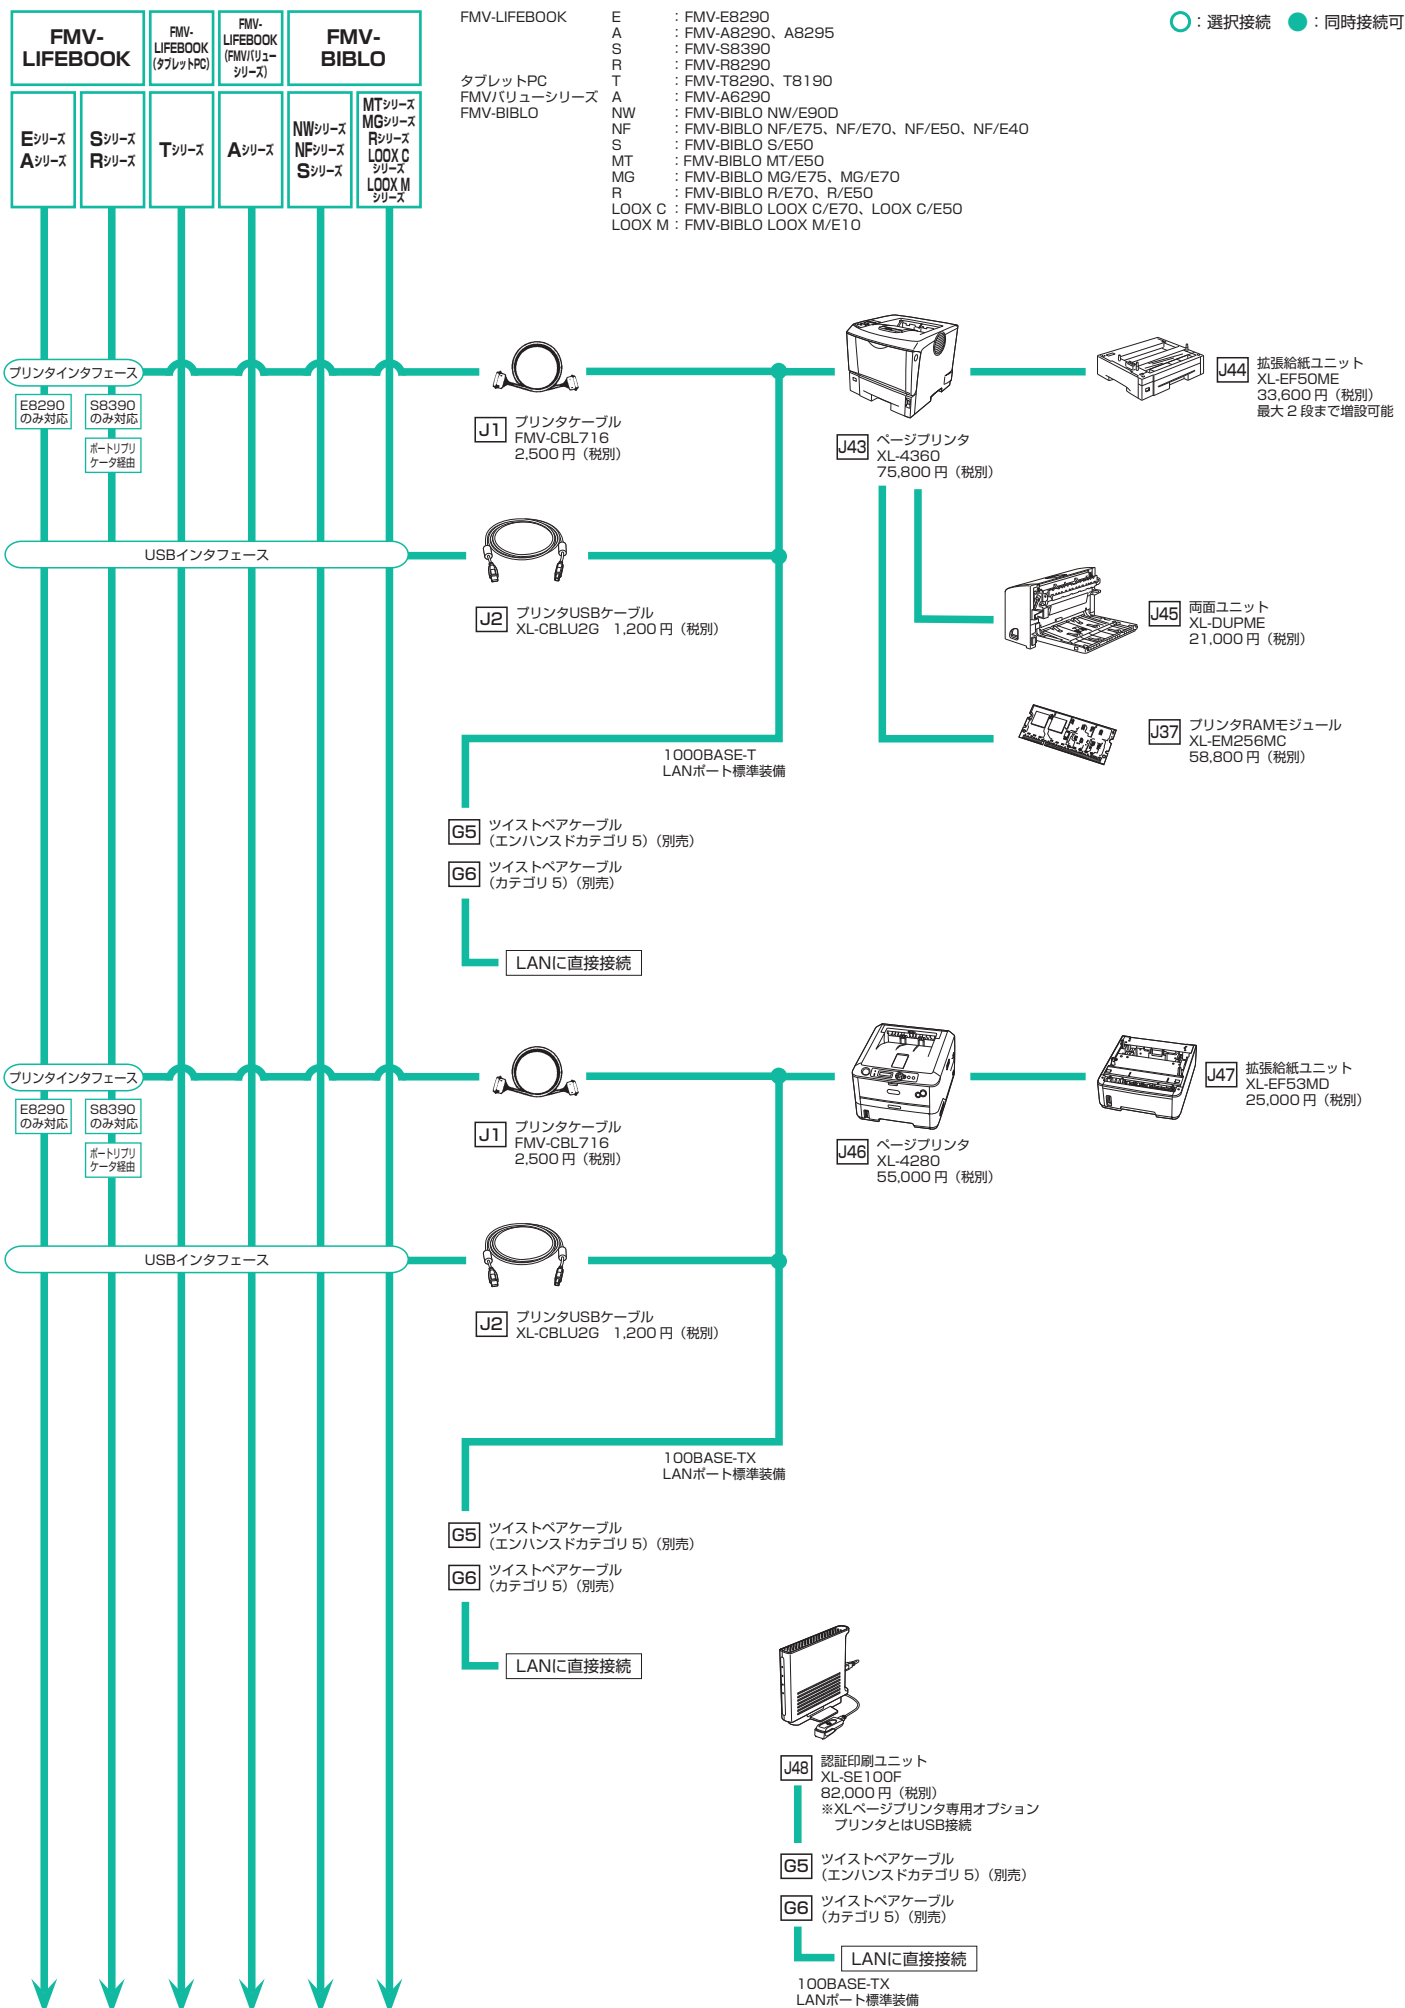 FMV-
LIFEBOOK
FMV-
LIFEBOOK
(タブレットPC)
FMV-
LIFEBOOK
(FMVバリュー
シリーズ)
FMV-
BIBLO
Eシリーズ
Aシリーズ
Sシリーズ
Rシリーズ
Tシリーズ
Aシリーズ
NWシリーズ
NFシリーズ
Sシリーズ
MTシリーズ
MGシリーズ
Rシリーズ
LOOX C
シリーズ
LOOX M
シリーズ
FMV-LIFEBOOK E : FMV-E8290
A : FMV-A8290、A8295
S : FMV-S8390
R : FMV-R8290
タブレットPC T : FMV-T8290、T8190
FMVバリューシリーズ A : FMV-A6290
FMV-BIBLO NW : FMV-BIBLO NW/E90D
NF : FMV-BIBLO NF/E75、NF/E70、NF/E50、NF/E40
S : FMV-BIBLO S/E50
MT : FMV-BIBLO MT/E50
MG : FMV-BIBLO MG/E75、MG/E70
R : FMV-BIBLO R/E70、R/E50
LOOX C : FMV-BIBLO LOOX C/E70、LOOX C/E50
LOOX M : FMV-BIBLO LOOX M/E10
○：選択接続 ●：同時接続可
プリンタインタフェース
E8290
のみ対応
S8390
のみ対応
ポートリプリ
ケータ経由
J1 プリンタケーブル
FMV-CBL716
2,500円（税別）
J43 ページプリンタ
XL-4360
75,800円（税別）
J44 拡張給紙ユニット
XL-EF50ME
33,600円（税別）
最大2段まで増設可能
USBインタフェース
J2 プリンタUSBケーブル
XL-CBLU2G 1,200円（税別）
J45 両面ユニット
XL-DUPME
21,000円（税別）
J37 プリンタRAMモジュール
XL-EM256MC
58,800円（税別）
1000BASE-T
LANポート標準装備
G5 ツイストペアケーブル
（エンハンスドカテゴリ5）（別売）
G6 ツイストペアケーブル
（カテゴリ5）（別売）
LANに直接接続
プリンタインタフェース
E8290
のみ対応
S8390
のみ対応
ポートリプリ
ケータ経由
J1 プリンタケーブル
FMV-CBL716
2,500円（税別）
J46 ページプリンタ
XL-4280
55,000円（税別）
J47 拡張給紙ユニット
XL-EF53MD
25,000円（税別）
USBインタフェース
J2 プリンタUSBケーブル
XL-CBLU2G 1,200円（税別）
100BASE-TX
LANポート標準装備
G5 ツイストペアケーブル
（エンハンスドカテゴリ5）（別売）
G6 ツイストペアケーブル
（カテゴリ5）（別売）
LANに直接接続
J48 認証印刷ユニット
XL-SE100F
82,000円（税別）
※XLページプリンタ専用オプション
プリンタとはUSB接続
G5 ツイストペアケーブル
（エンハンスドカテゴリ5）（別売）
G6 ツイストペアケーブル
（カテゴリ5）（別売）
LANに直接接続
100BASE-TX
LANポート標準装備